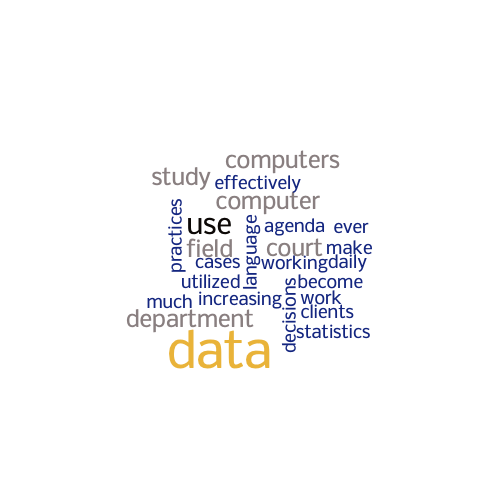 computers
study
effectively
computer
practices
use
language
agenda
ever
field
court
make
cases
working
daily
utilized
become
decisions
much
increasing
work
clients
department
statistics
data